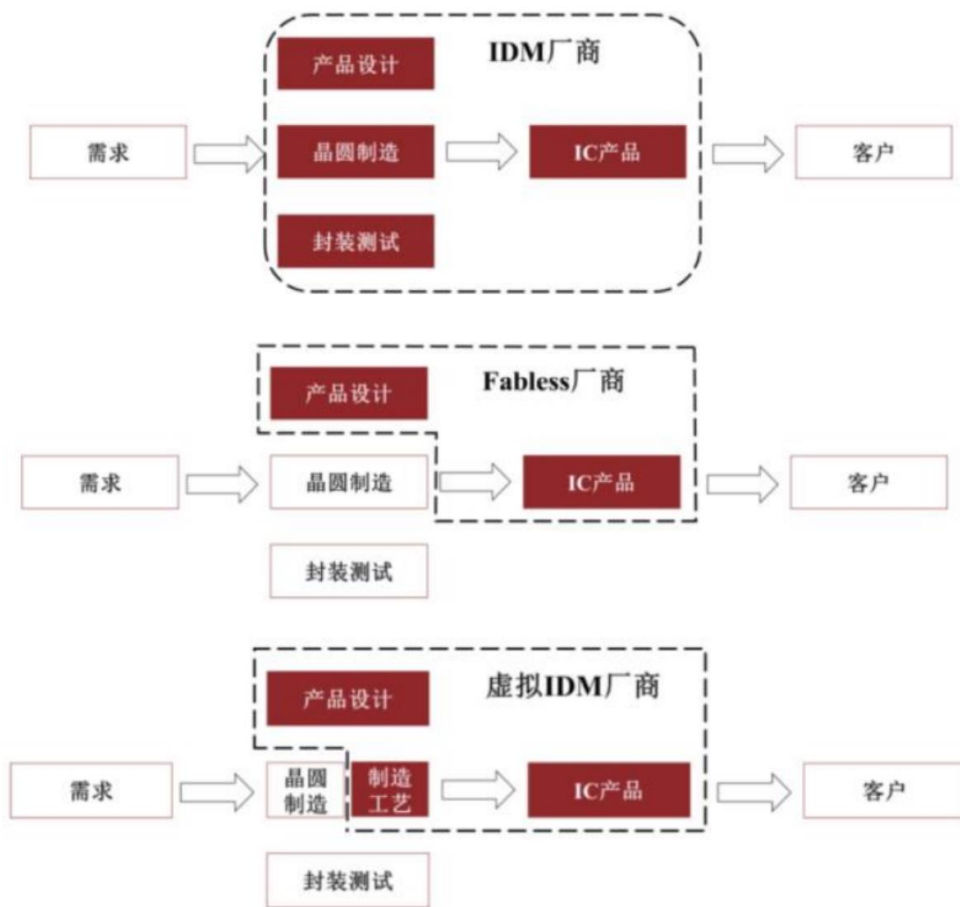 产品设计
IDM厂商
需求
晶圆制造
IC产品
客户
封装测试
产品设计
Fabless厂商
需求
晶圆制造
IC产品
客户
封装测试
产品设计
虚拟IDM厂商
需求
晶圆
制造
制造
工艺
IC产品
客户
封装测试